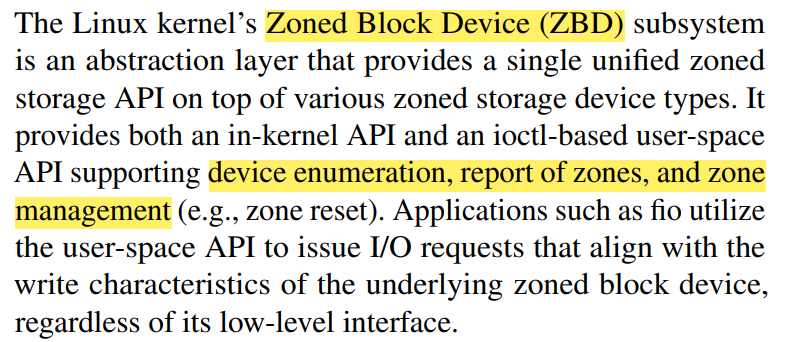 The Linux kernel's Zoned Block Device (ZBD) subsystem
is an abstraction layer that provides a single unified zoned
storage API on top of various zoned storage device types. It
provides both an in-kernel API and an ioctl-based user-space
API supporting device enumeration, report of zones, and zone
management (e.g., zone reset). Applications such as fio utilize
the user-space API to issue I/O requests that align with the
write characteristics of the underlying zoned block device,
regardless of its low-level interface.